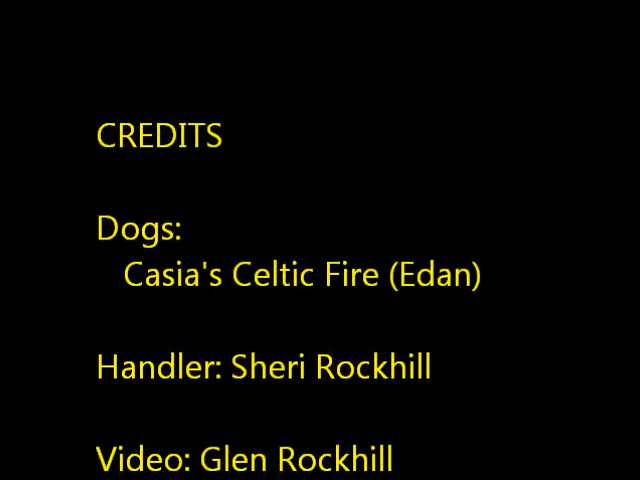 CREDITS
Dogs:
Casia's Celtic Fire (Edan)
Handler: Sheri Rockhill
Video: Glen Rockhill